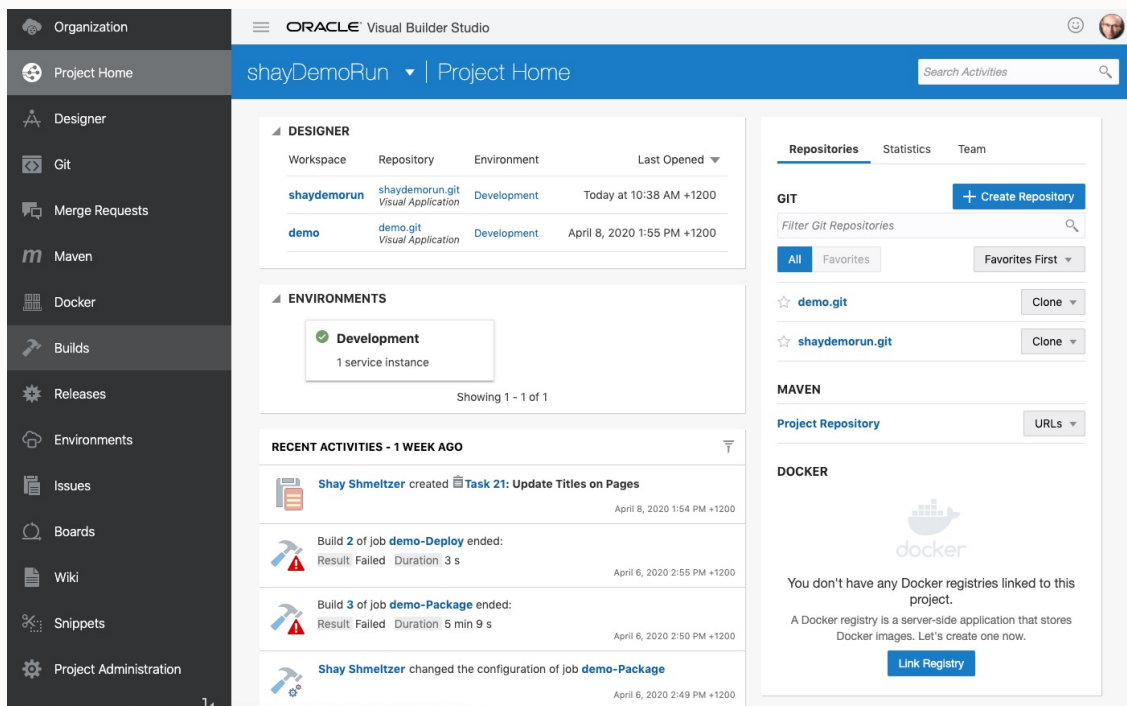 Organization
Project Home
Designer
Git
Merge Requests
m Maven
Docker
Builds
Releases
Environments
Issues
Boards
Wiki
Snippets
Project Administration
ORACLE Visual Builder Studio
shayDemoRun | Project Home
Search Activities
DESIGNER
Workspace Repository Environment Last Opened
shaydemorun shaydemorun.git Development Today at 10:38 AM +1200
Visual Application
demo demo.git Development April 8, 2020 1:55 PM +1200
Visual Application
ENVIRONMENTS
Development
1 service instance
Showing 1 - 1 of 1
RECENT ACTIVITIES - 1 WEEK AGO
Shay Shmeltzer created Task 21: Update Titles on Pages
April 8, 2020 1:54 PM +1200
Build 2 of job demo-Deploy ended:
Result Failed Duration 3 s
April 6, 2020 2:55 PM +1200
Build 3 of job demo-Package ended:
Result Failed Duration 5 min 9 s
April 6, 2020 2:50 PM +1200
Shay Shmeltzer changed the configuration of job demo-Package
April 6, 2020 2:49 PM +1200
Repositories Statistics Team
GIT
+ Create Repository
Filter Git Repositories
All Favorites Favorites First
demo.git Clone
shaydemorun.git Clone
MAVEN
Project Repository URLs
DOCKER
docker
You don't have any Docker registries linked to this
project.
A Docker registry is a server-side application that stores
Docker images. Let's create one now.
Link Registry